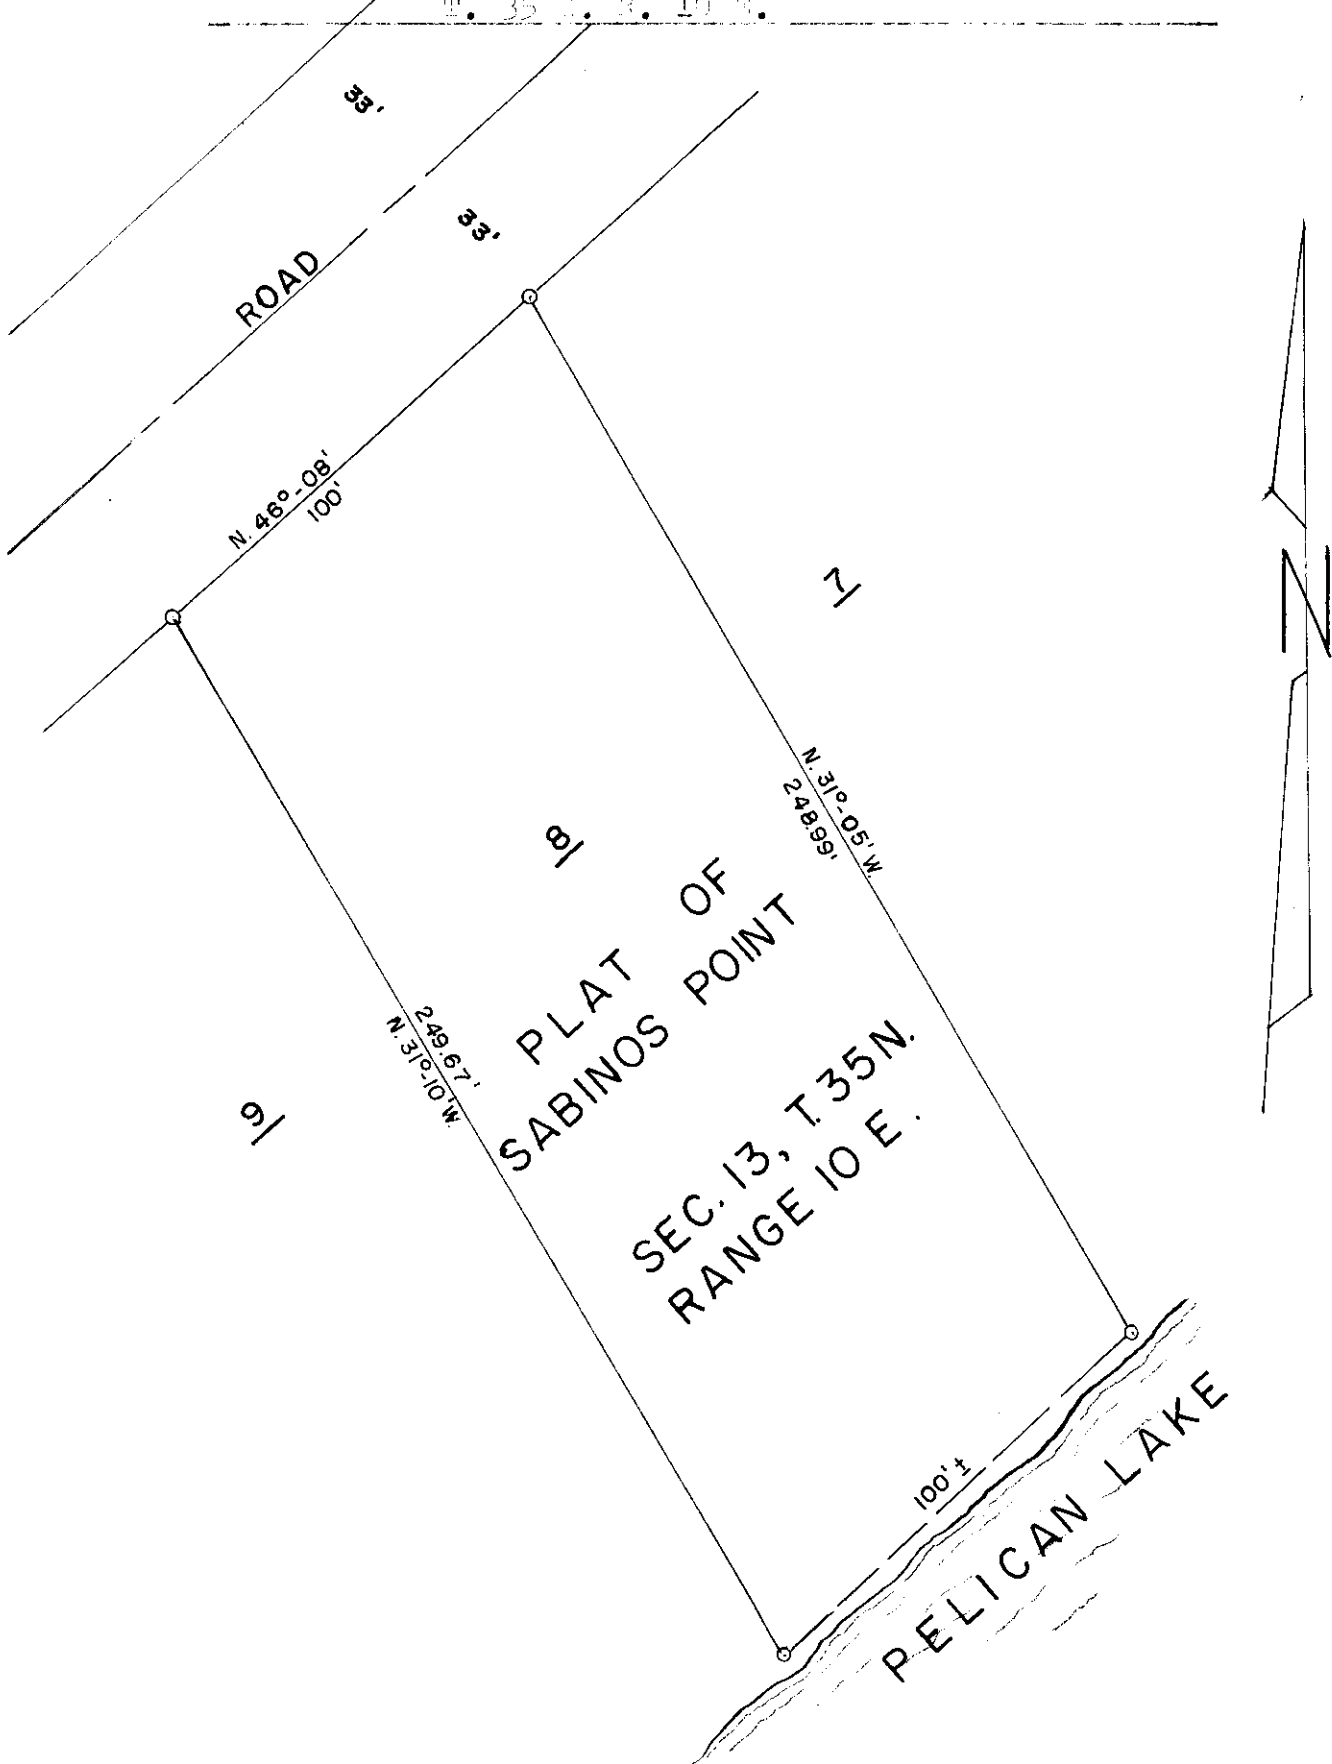 33'
33'
ROAD
N. 46°-08'
100'
7
N
N. 31°-05' W.
248.99'
8
PLAT OF
SABINOS POINT
249.67'
N. 31°-10' W.
SEC. 13, T. 35 N.
RANGE 10 E.
9
100' ±
PELICAN LAKE